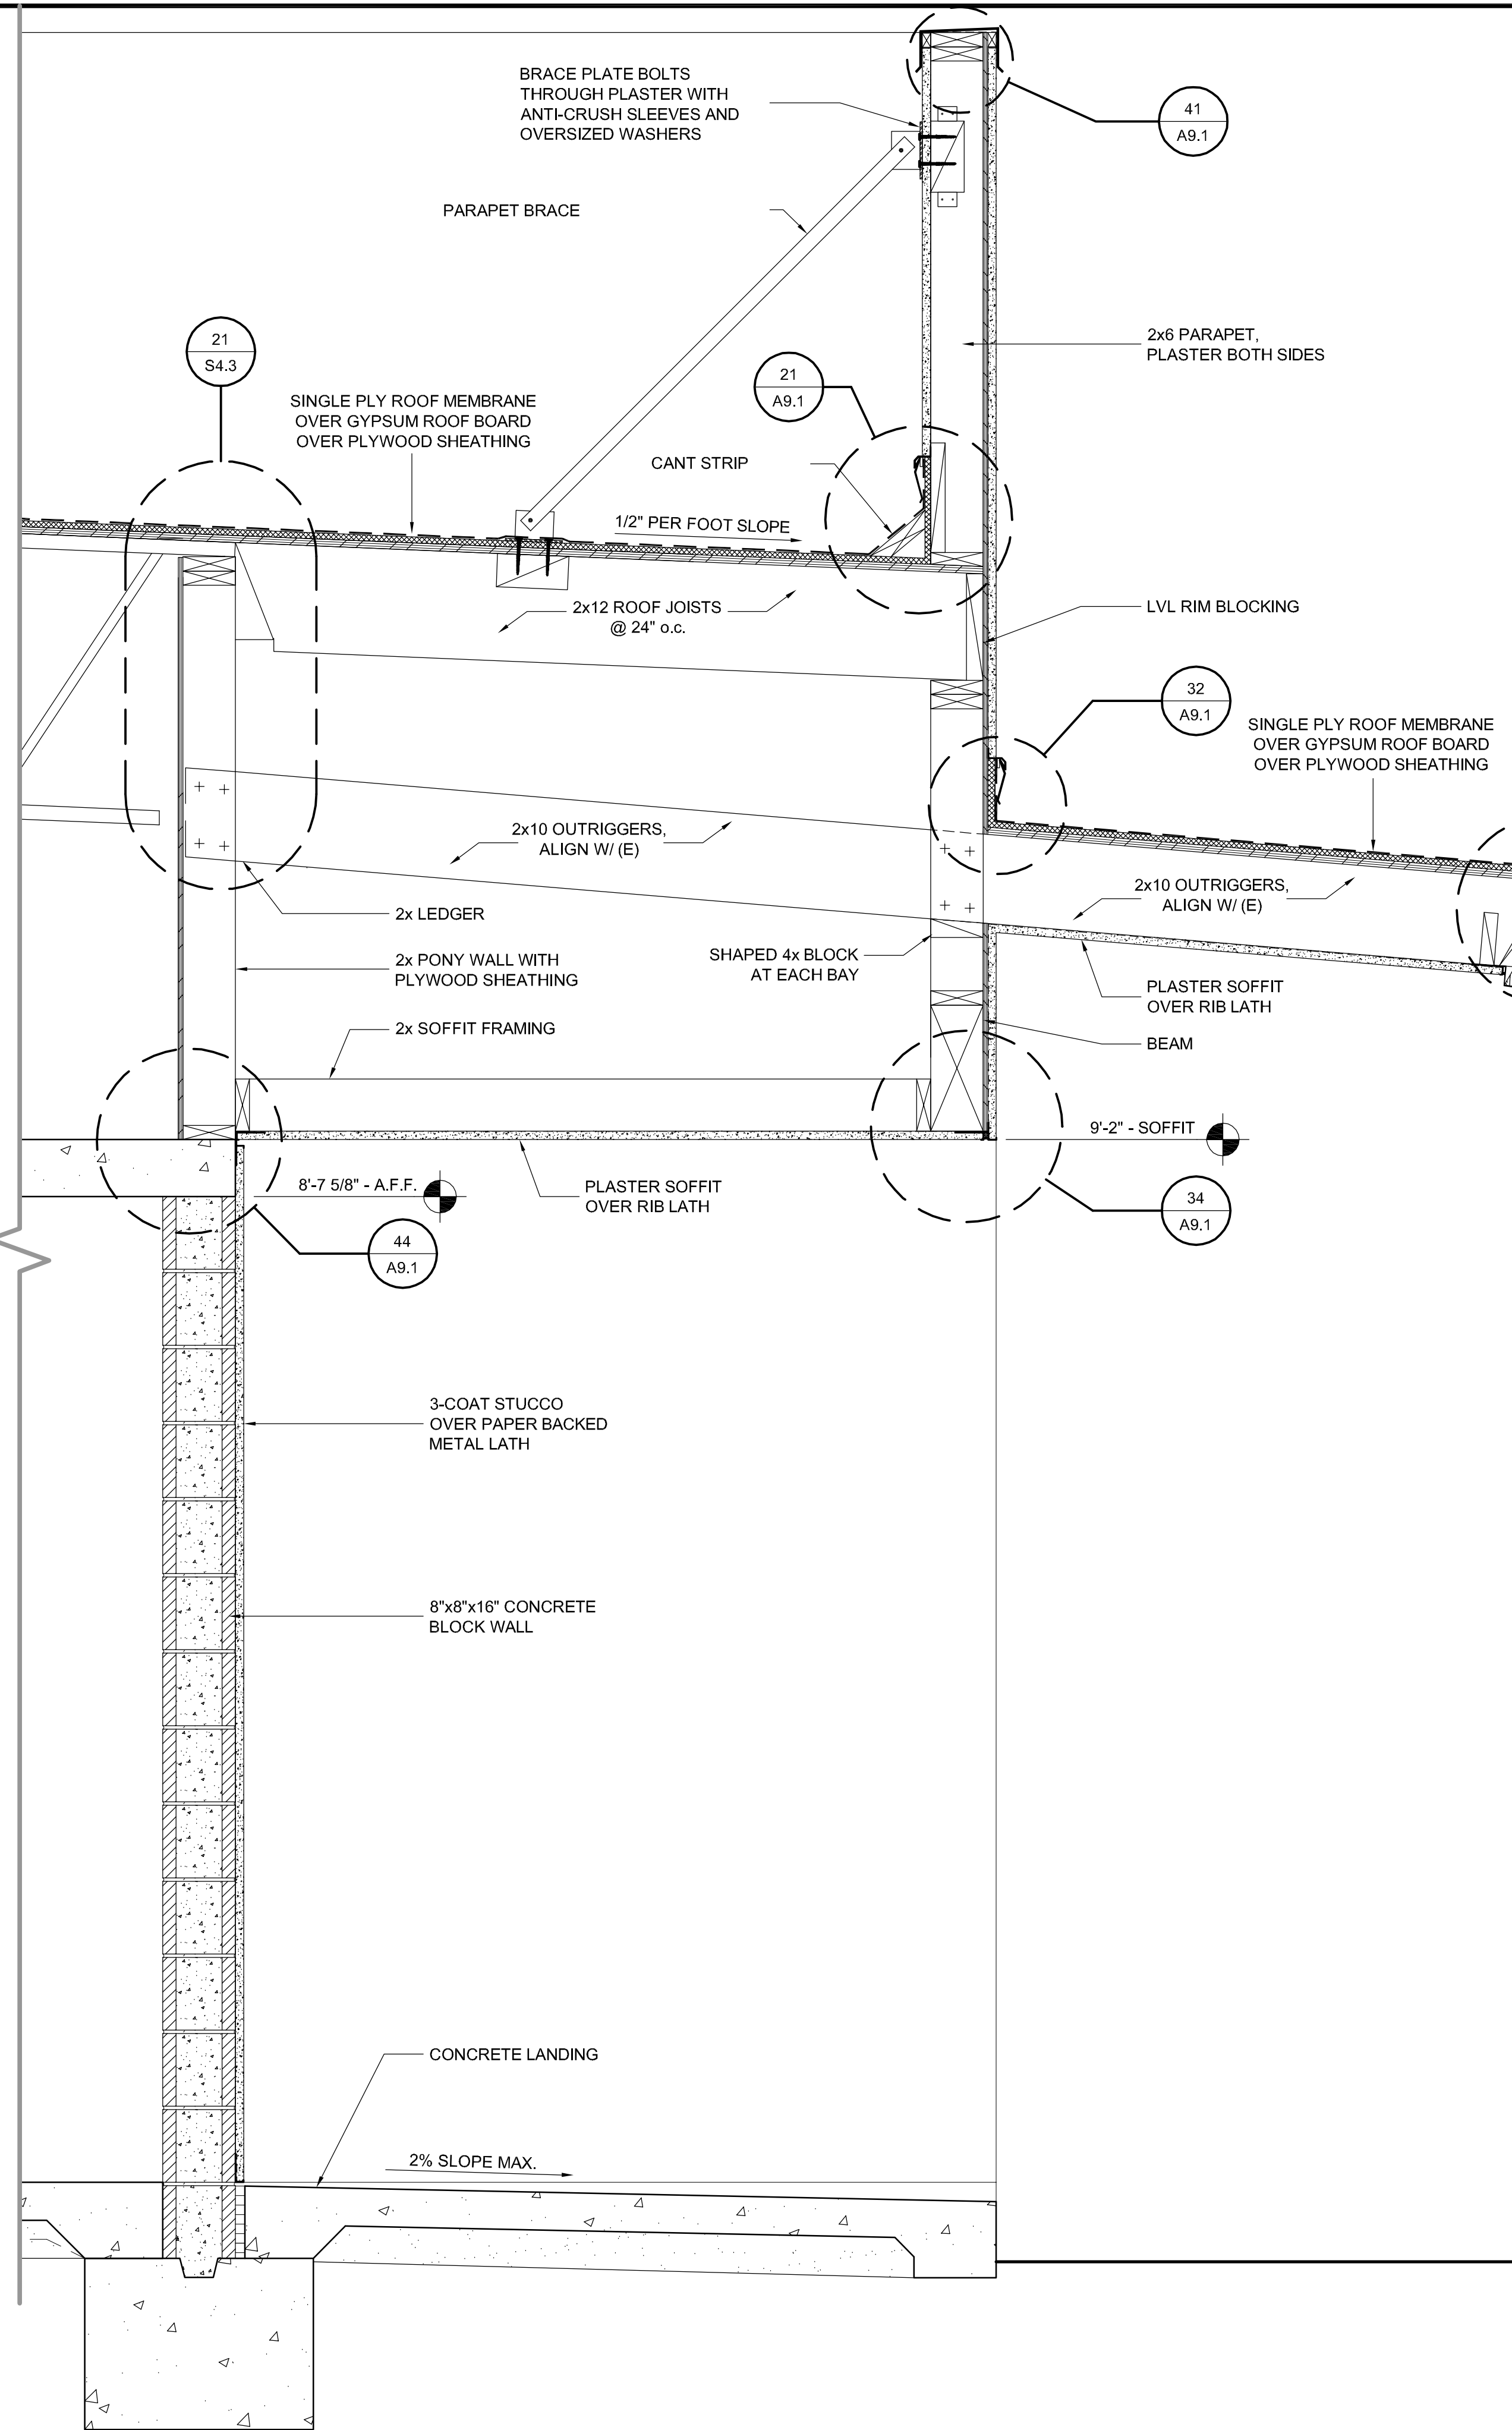 BRACE PLATE BOLTS
THROUGH PLASTER WITH
ANTI-CRUSH SLEEVES AND
OVERSIZED WASHERS
41
A9.1
PARAPET BRACE
21
S4.3
2x6 PARAPET,
PLASTER BOTH SIDES
21
A9.1
SINGLE PLY ROOF MEMBRANE
OVER GYPSUM ROOF BOARD
OVER PLYWOOD SHEATHING
CANT STRIP
1/2" PER FOOT SLOPE
2x12 ROOF JOISTS
@ 24" o.c.
LVL RIM BLOCKING
32
A9.1
SINGLE PLY ROOF MEMBRANE
OVER GYPSUM ROOF BOARD
OVER PLYWOOD SHEATHING
2x10 OUTRIGGERS,
ALIGN W/ (E)
2x10 OUTRIGGERS,
ALIGN W/ (E)
2x LEDGER
2x PONY WALL WITH
PLYWOOD SHEATHING
SHAPED 4x BLOCK
AT EACH BAY
PLASTER SOFFIT
OVER RIB LATH
2x SOFFIT FRAMING
BEAM
9'-2" - SOFFIT
8'-7 5/8" - A.F.F.
PLASTER SOFFIT
OVER RIB LATH
34
A9.1
44
A9.1
3-COAT STUCCO
OVER PAPER BACKED
METAL LATH
8"x8"x16" CONCRETE
BLOCK WALL
CONCRETE LANDING
2% SLOPE MAX.